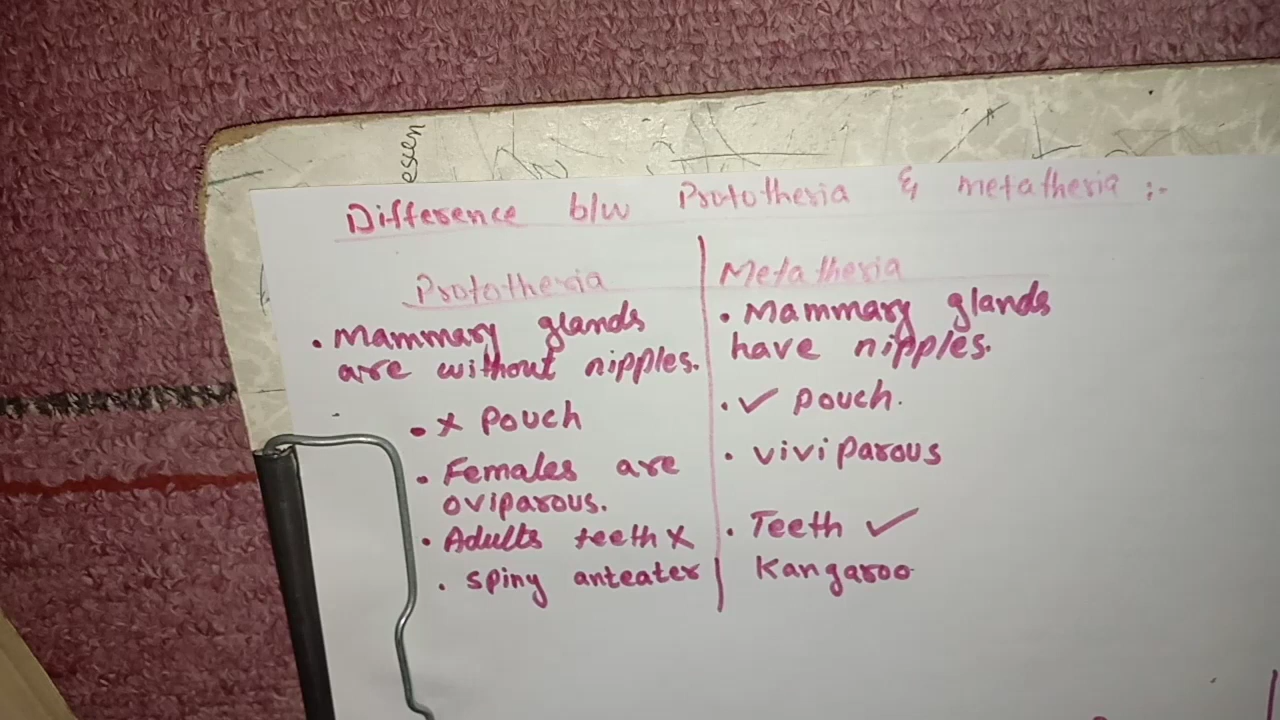 essen
Difference b/w Prototheria & metatheria :-
Prototheria
• Mammary glands
are without nipples.
• x pouch
• Females are
oviparous.
• Adults teeth x
• spiny anteater
Metatheria
• Mammary glands
have nipples.
• ✓ pouch.
• viviparous
• Teeth ✓
Kangaroo